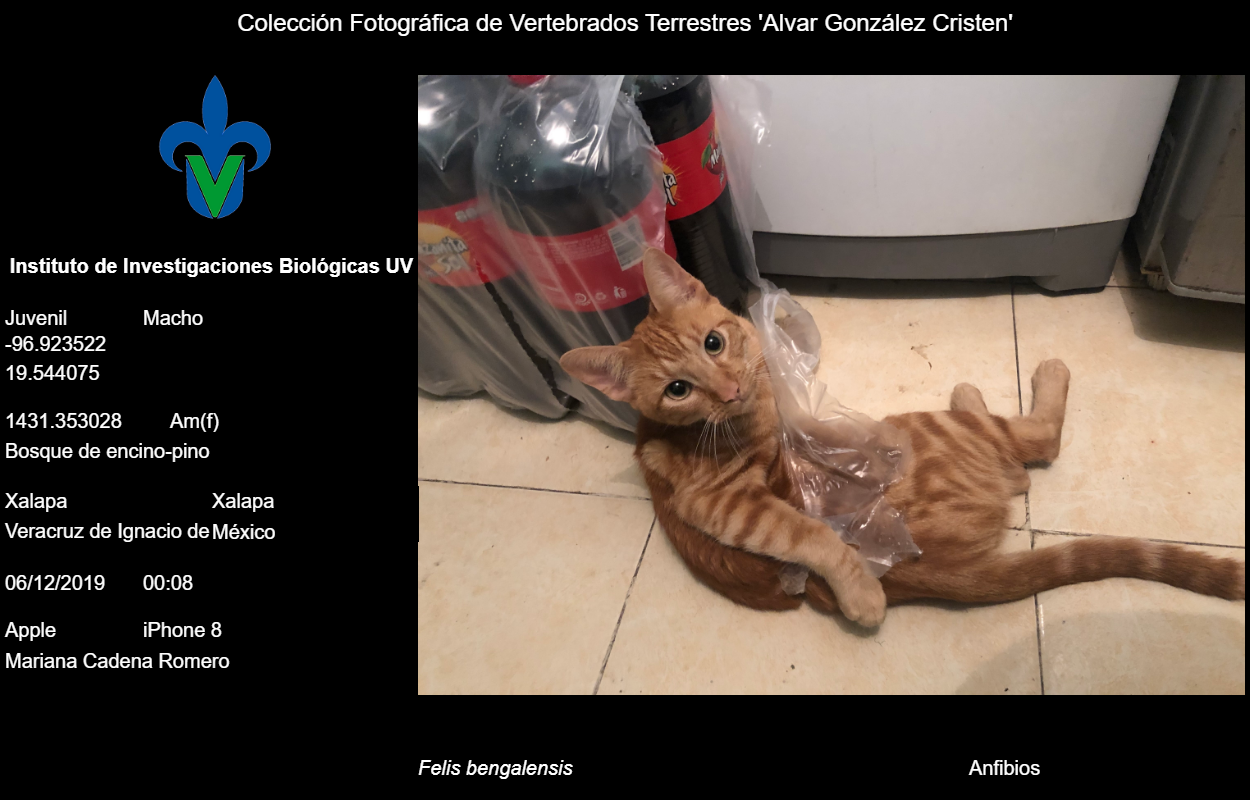 Colección Fotográfica de Vertebrados Terrestres 'Alvar González Cristen'
V
Instituto de Investigaciones Biológicas UV
Juvenil Macho
-96.923522
19.544075
1431.353028 Am(f)
Bosque de encino-pino
Xalapa Xalapa
Veracruz de Ignacio de México
06/12/2019 00:08
Apple iPhone 8
Mariana Cadena Romero
Felis bengalensis Anfibios